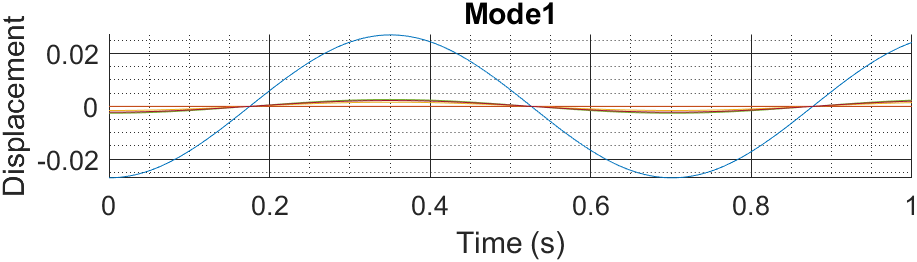 Mode1
Displacement
0.02
0
-0.02
0 0.2 0.4 0.6 0.8 1
Time (s)